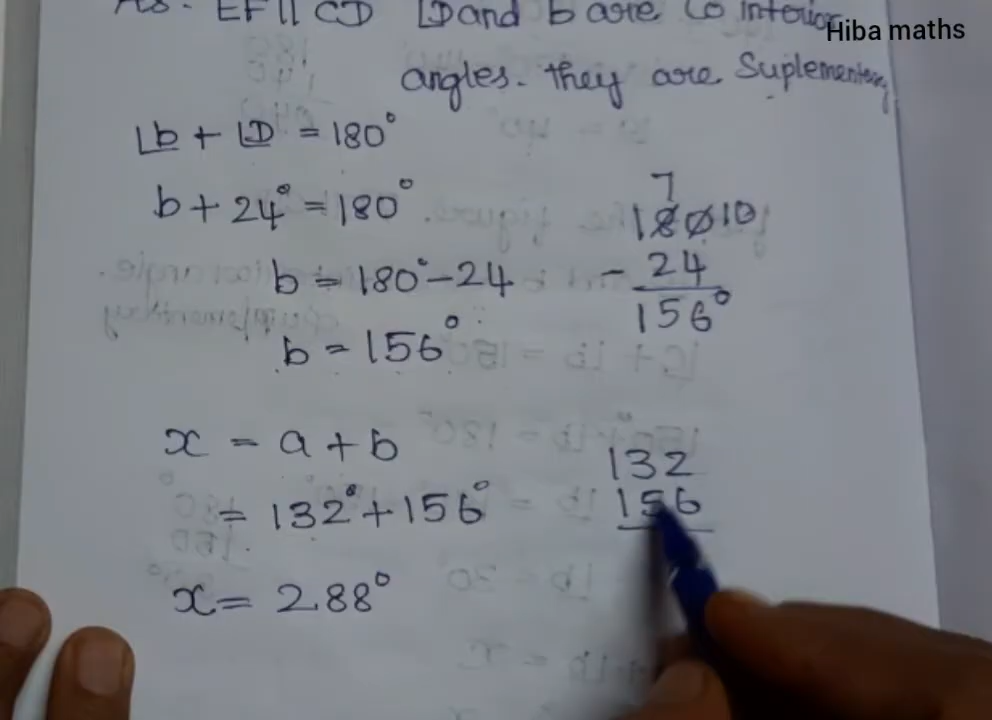 As. EF || CD ∠D and b are Co interior
Hiba maths
angles. they are Suplementary
∠b + ∠D = 180°
b + 24° = 180°
7
18010
b = 180° - 24
- 24
156°
b = 156°
x = a + b
132
= 132° + 156°
156
x = 288°